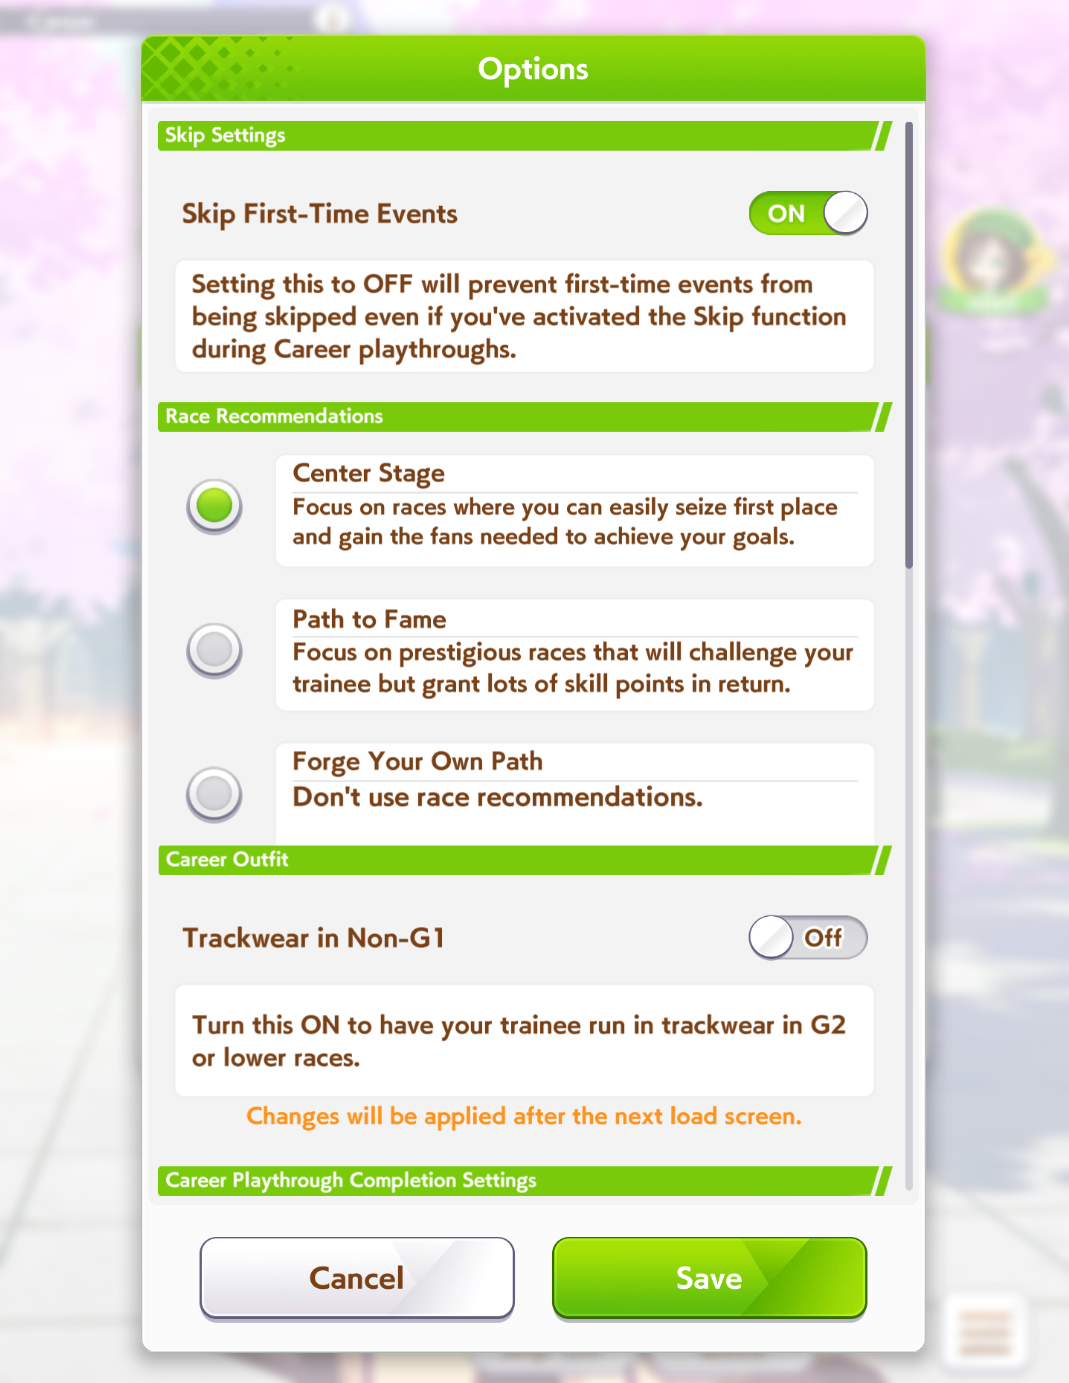 Options
Skip Settings
Skip First-Time Events
ON
Setting this to OFF will prevent first-time events from
being skipped even if you've activated the Skip function
during Career playthroughs.
Race Recommendations
Center Stage
Focus on races where you can easily seize first place
and gain the fans needed to achieve your goals.
Path to Fame
Focus on prestigious races that will challenge your
trainee but grant lots of skill points in return.
Forge Your Own Path
Don't use race recommendations.
Career Outfit
Trackwear in Non-G1
Off
Turn this ON to have your trainee run in trackwear in G2
or lower races.
Changes will be applied after the next load screen.
Career Playthrough Completion Settings
Cancel
Save